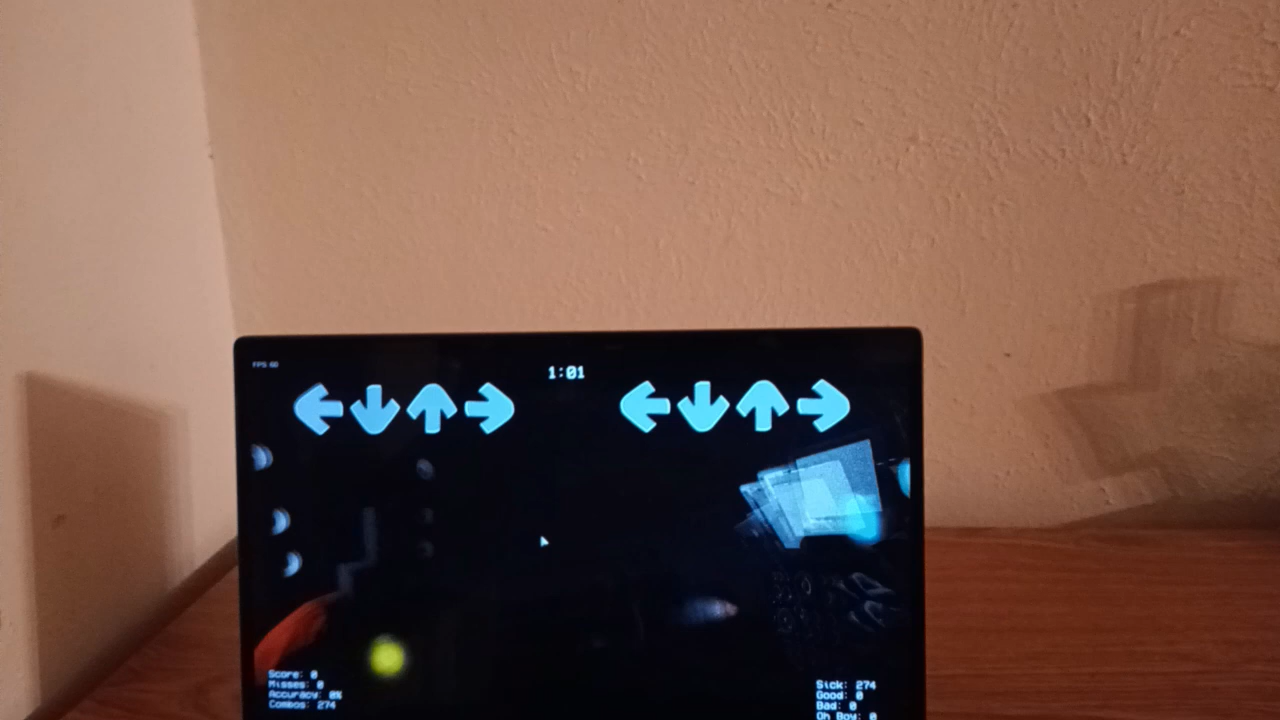 FPS: 60
1:01
Score: 0
Misses: 0
Accuracy: 0%
Combos: 274
Sick: 274
Good: 0
Bad: 0
Oh Boy: 0